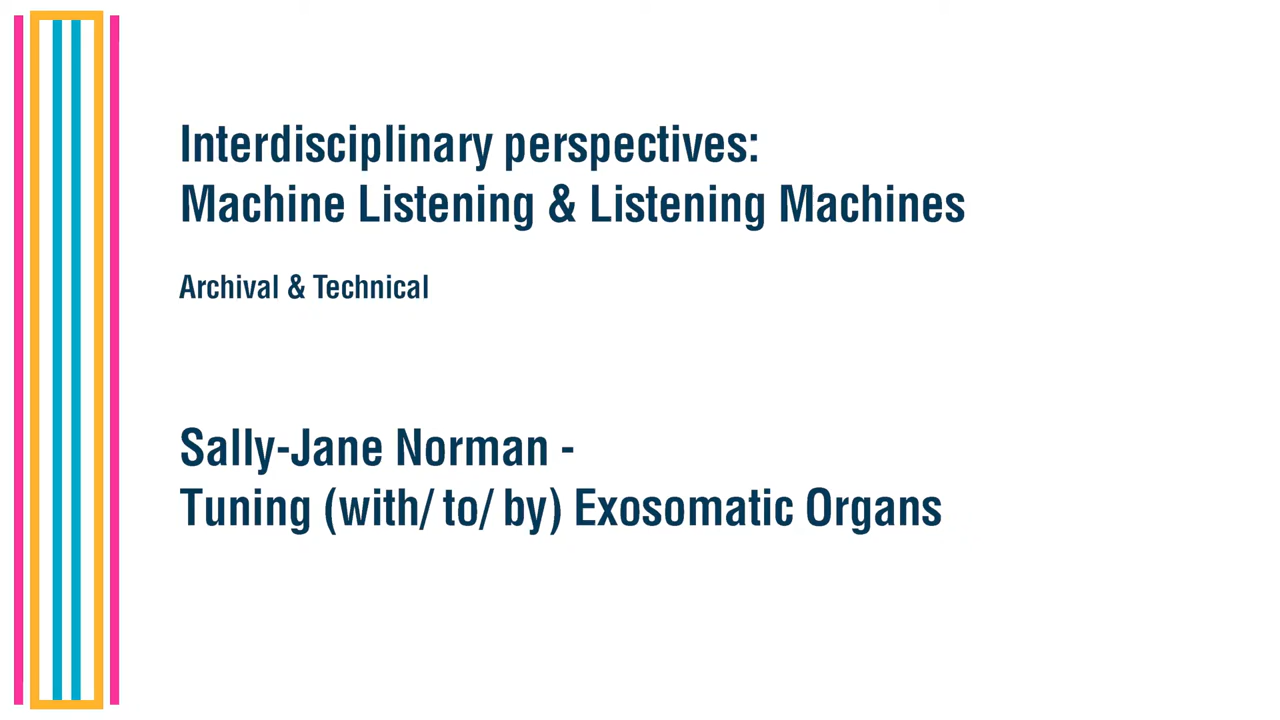 Interdisciplinary perspectives:
Machine Listening & Listening Machines
Archival & Technical
Sally-Jane Norman -
Tuning (with/ to/ by) Exosomatic Organs